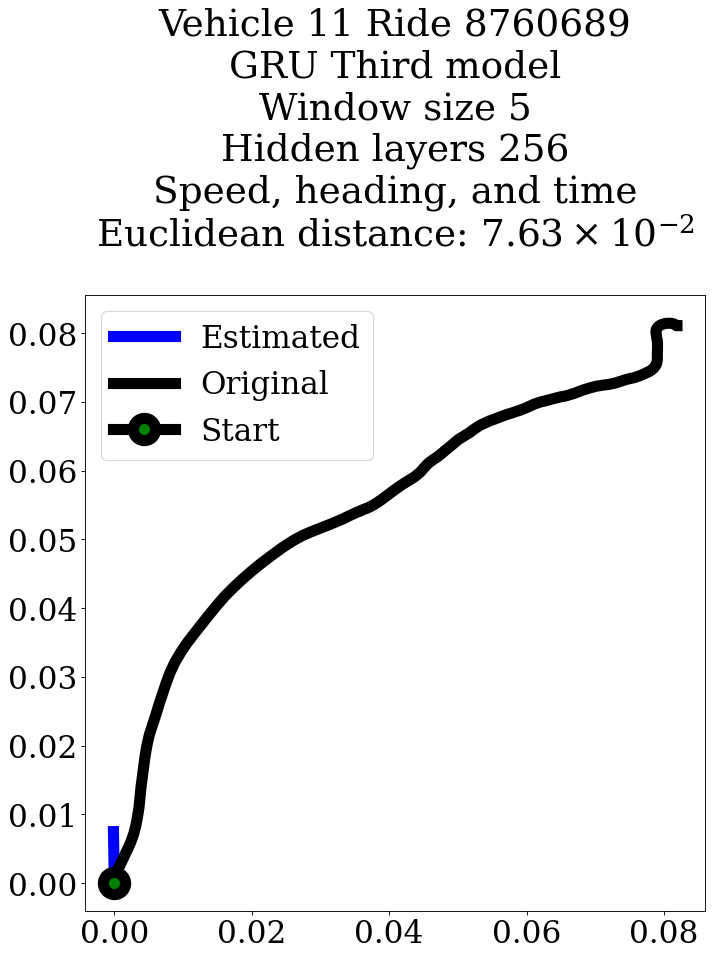 Vehicle 11 Ride 8760689
GRU Third model
Window size 5
Hidden layers 256
Speed, heading, and time
Euclidean distance: 7.63 × 10⁻²
Estimated
Original
Start
0.08
0.07
0.06
0.05
0.04
0.03
0.02
0.01
0.00
0.00 0.02 0.04 0.06 0.08